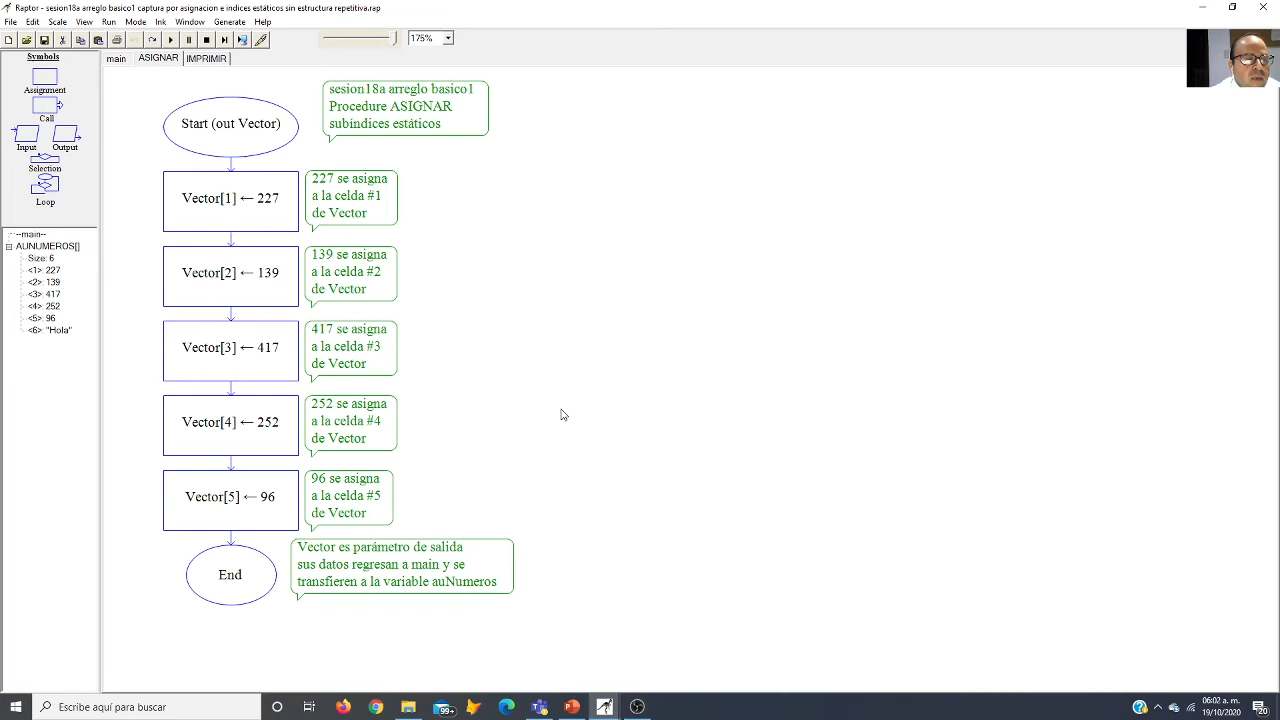 Raptor - sesion18a arreglo basico1 captura por asignacion e indices estáticos sin estructura repetitiva.rap
File Edit Scale View Run Mode Ink Window Generate Help
175%
Symbols
Assignment
Call
Input Output
Selection
Loop
main ASIGNAR IMPRIMIR
--main--
AUNUMEROS[]
Size: 6
<1>: 227
<2>: 139
<3>: 417
<4>: 252
<5>: 96
<6>: "Hola"
Start (out Vector)
sesion18a arreglo basico1
Procedure ASIGNAR
subindices estáticos
Vector[1] ← 227
227 se asigna
a la celda #1
de Vector
Vector[2] ← 139
139 se asigna
a la celda #2
de Vector
Vector[3] ← 417
417 se asigna
a la celda #3
de Vector
Vector[4] ← 252
252 se asigna
a la celda #4
de Vector
Vector[5] ← 96
96 se asigna
a la celda #5
de Vector
End
Vector es parámetro de salida
sus datos regresan a main y se
transfieren a la variable auNumeros
Escribe aquí para buscar
99+
06:02 a. m.
19/10/2020
20